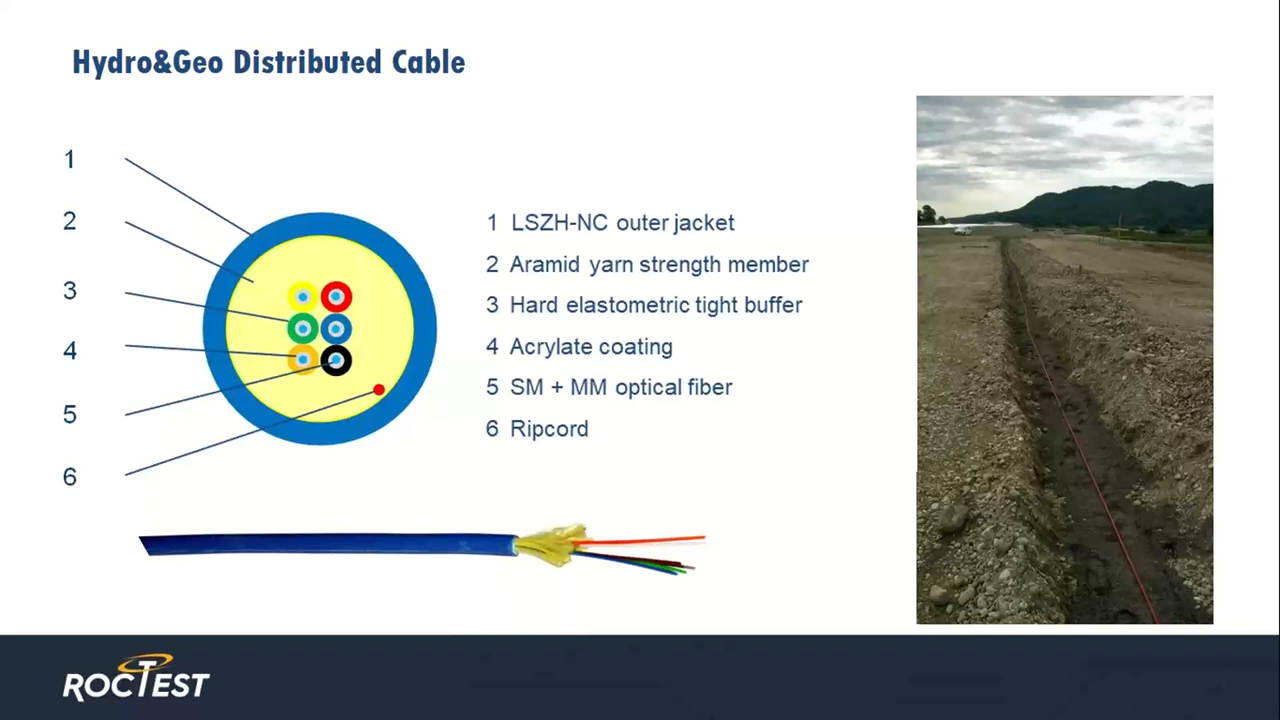 Hydro&Geo Distributed Cable
1
2
3
4
5
6
1 LSZH-NC outer jacket
2 Aramid yarn strength member
3 Hard elastometric tight buffer
4 Acrylate coating
5 SM + MM optical fiber
6 Ripcord
ROCTEST